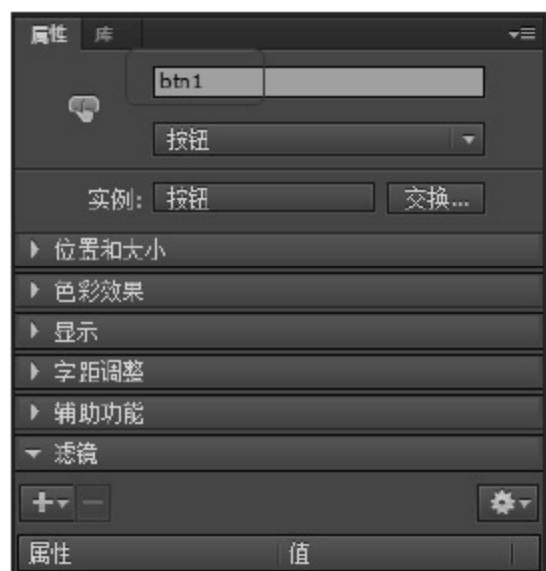 属性 库
btn1
按钮
实例: 按钮 交换...
位置和大小
色彩效果
显示
字距调整
辅助功能
滤镜
属性 值